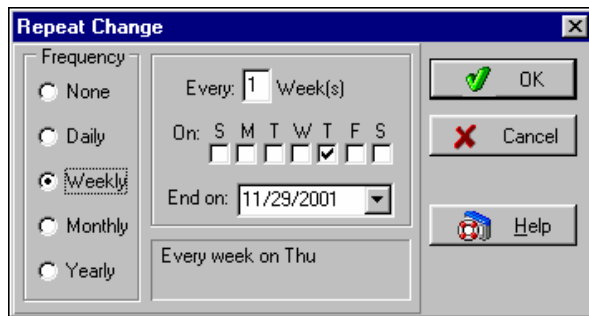 Repeat Change
Frequency
None
Daily
Weekly
Monthly
Yearly
Every: 1 Week(s)
On: S M T W T F S
End on: 11/29/2001
Every week on Thu
OK
Cancel
Help